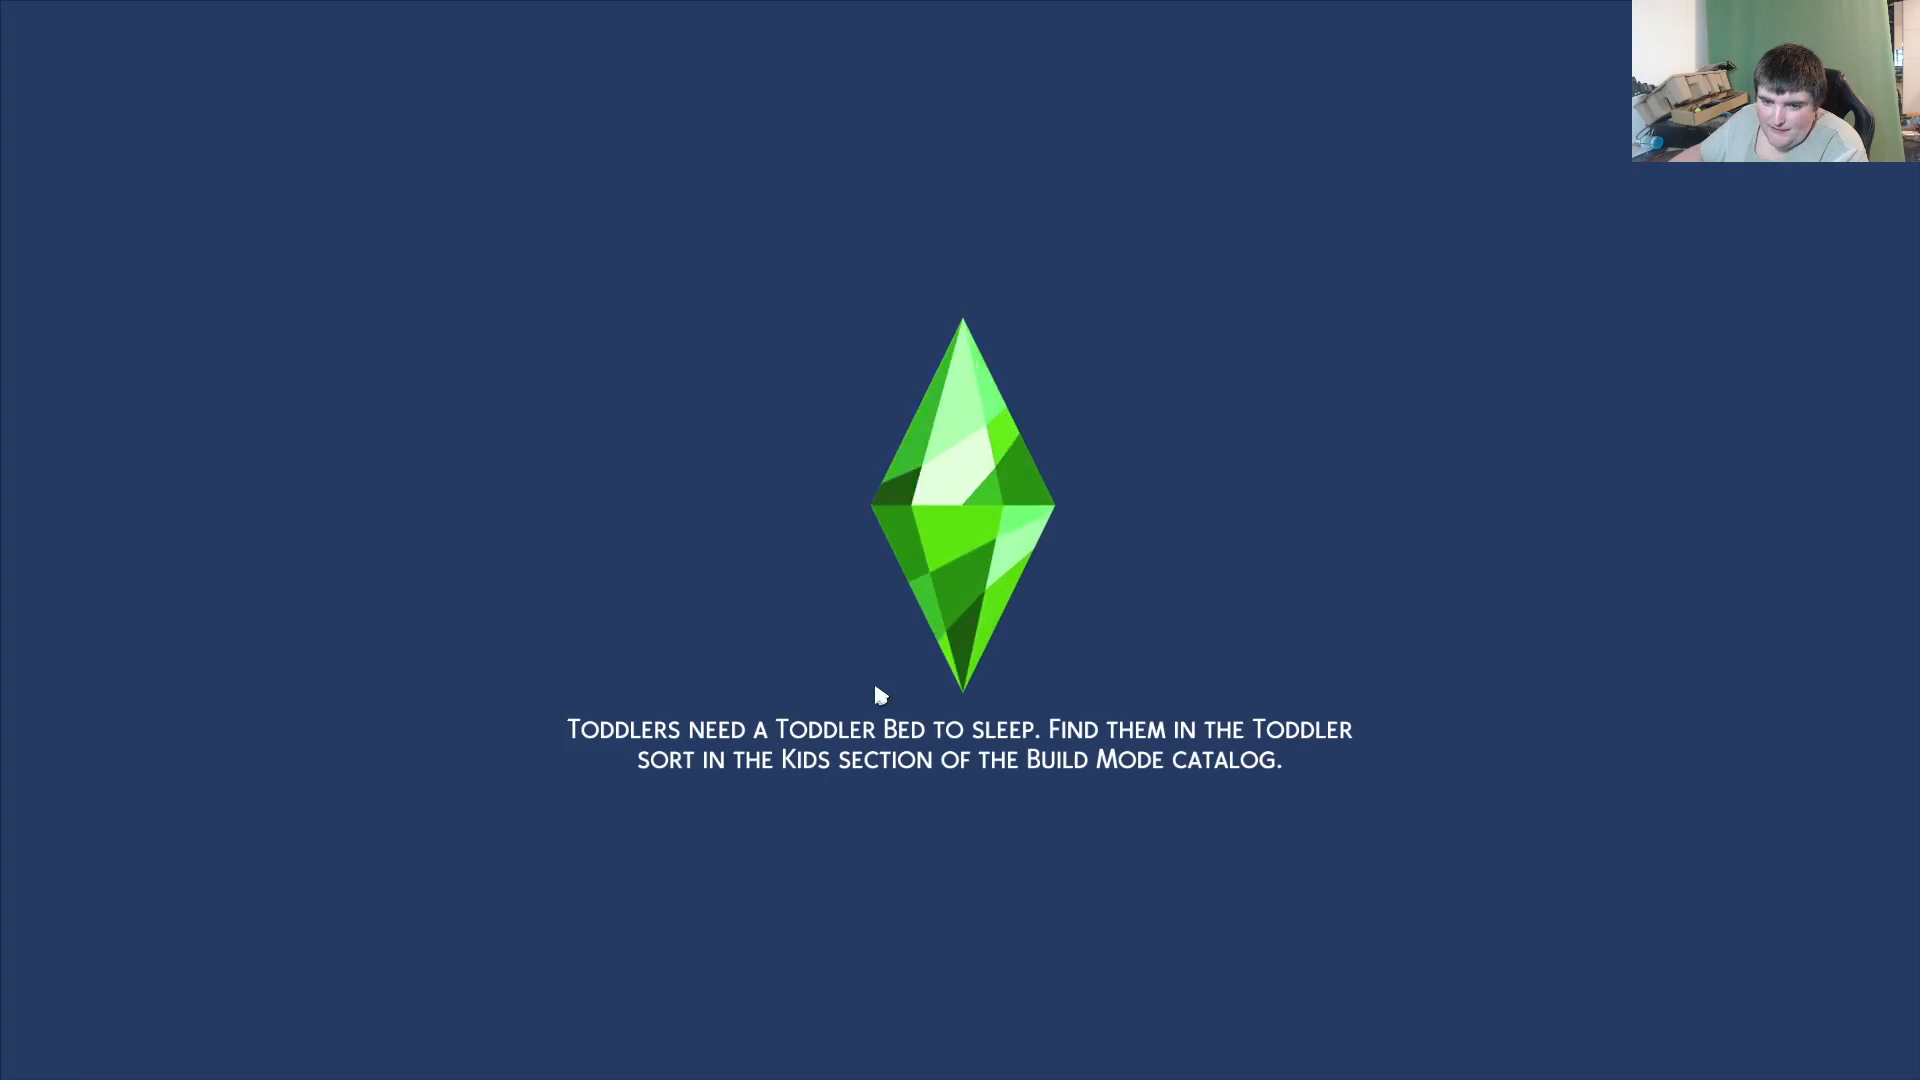 Toddlers need a Toddler Bed to sleep. Find them in the Toddler
sort in the Kids section of the Build Mode catalog.